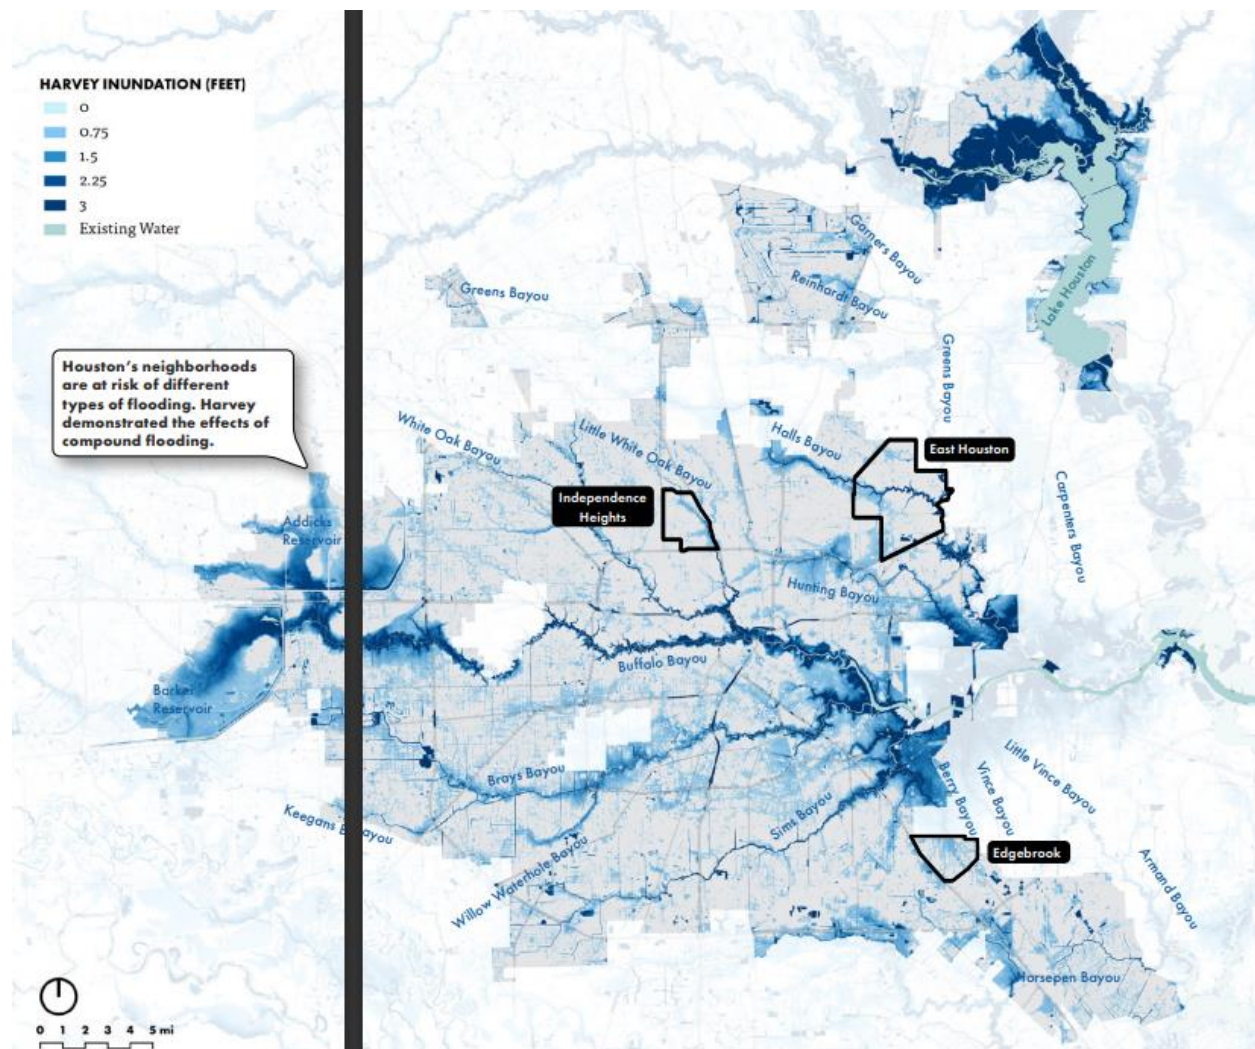 HARVEY INUNDATION (FEET)
0
0.75
1.5
2.25
3
Existing Water
Houston's neighborhoods
are at risk of different
types of flooding. Harvey
demonstrated the effects of
compound flooding.
Garners Bayou
Reinhardt Bayou
Greens Bayou
Lake Houston
Greens Bayou
White Oak Bayou
Little White Oak Bayou
Halls Bayou
East Houston
Independence
Heights
Carpenters Bayou
Addicks
Reservoir
Hunting Bayou
Buffalo Bayou
Barker
Reservoir
Brays Bayou
Little Vince Bayou
Vince Bayou
Berry Bayou
Sims Bayou
Keegans Bayou
Willow Waterhole Bayou
Edgebrook
Armand Bayou
Horsepen Bayou
0 1 2 3 4 5 mi